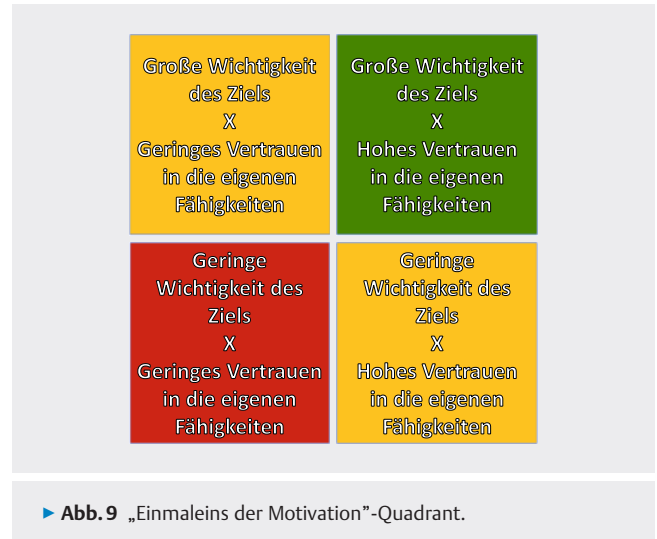 Große Wichtigkeit
des Ziels
X
Geringes Vertrauen
in die eigenen
Fähigkeiten
Große Wichtigkeit
des Ziels
X
Hohes Vertrauen
in die eigenen
Fähigkeiten
Geringe
Wichtigkeit des
Ziels
X
Geringes Vertrauen
in die eigenen
Fähigkeiten
Geringe
Wichtigkeit des
Ziels
X
Hohes Vertrauen
in die eigenen
Fähigkeiten
▶ Abb. 9 „Einmaleins der Motivation”-Quadrant.